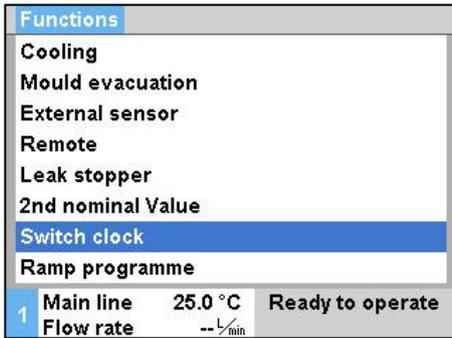 Functions
Cooling
Mould evacuation
External sensor
Remote
Leak stopper
2nd nominal Value
Switch clock
Ramp programme
1 Main line 25.0 °C Ready to operate
Flow rate -- L/min